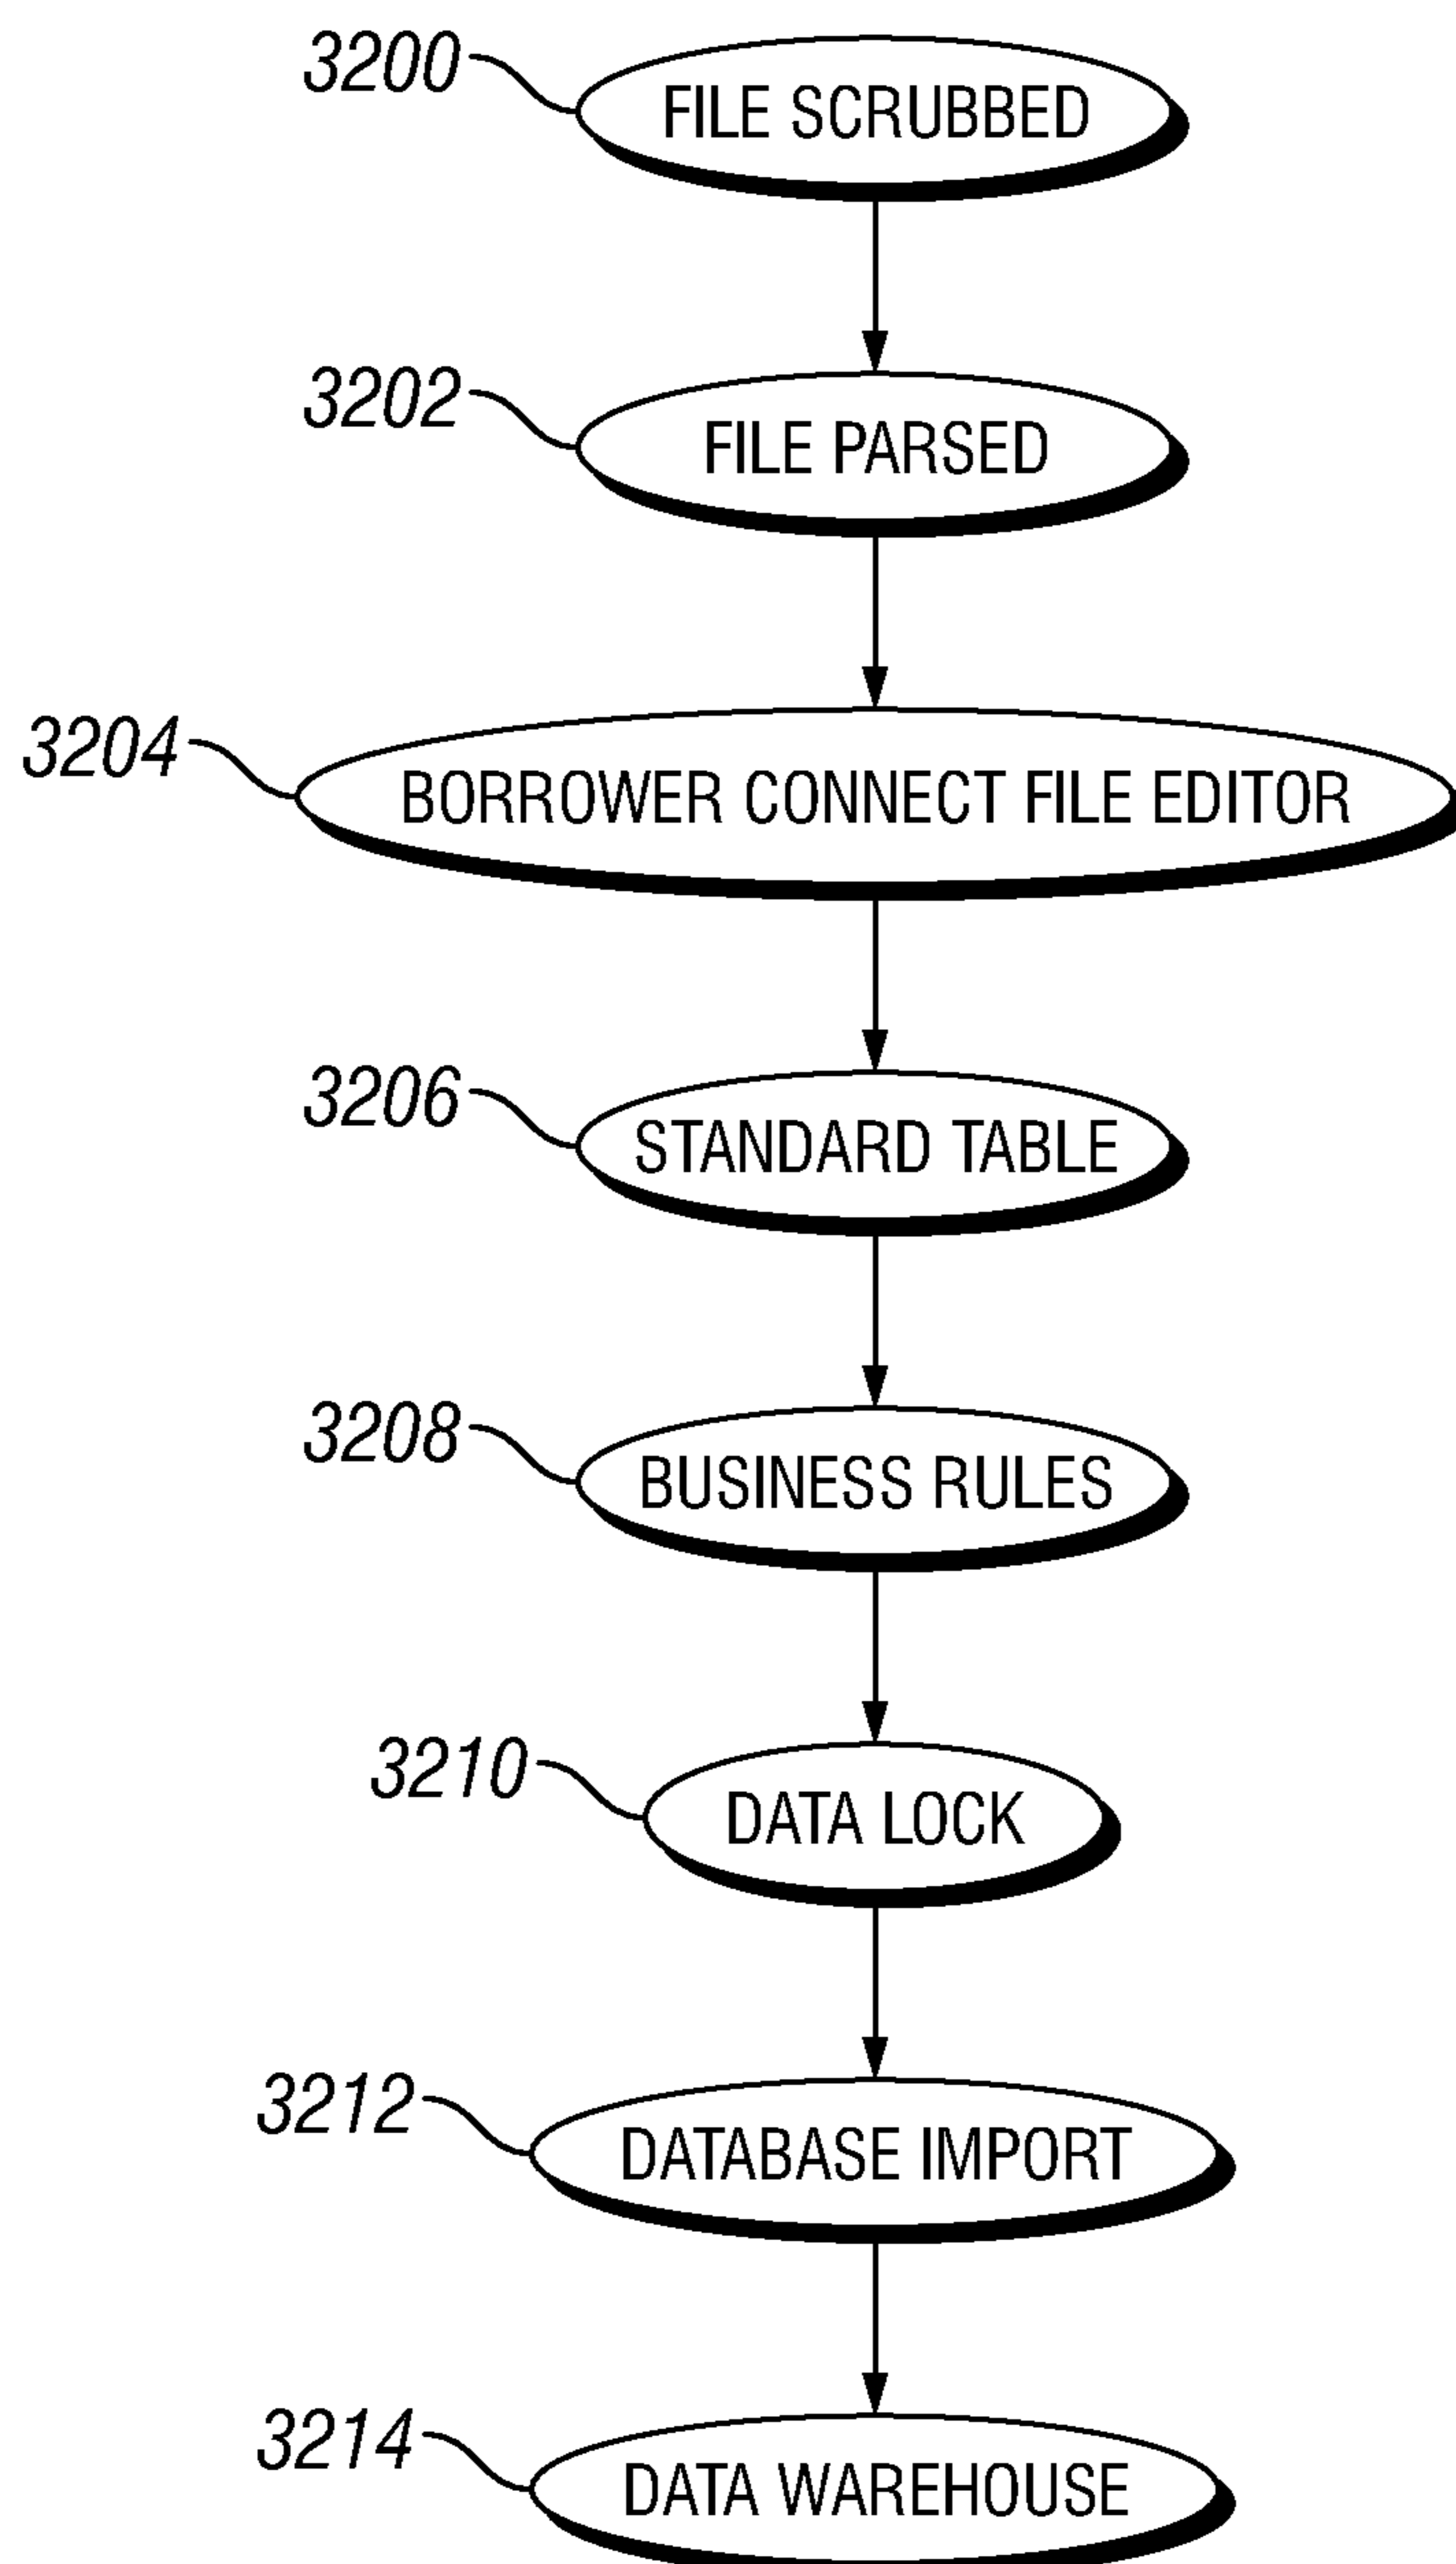 3200
FILE SCRUBBED
3202
FILE PARSED
3204
BORROWER CONNECT FILE EDITOR
3206
STANDARD TABLE
3208
BUSINESS RULES
3210
DATA LOCK
3212
DATABASE IMPORT
3214
DATA WAREHOUSE